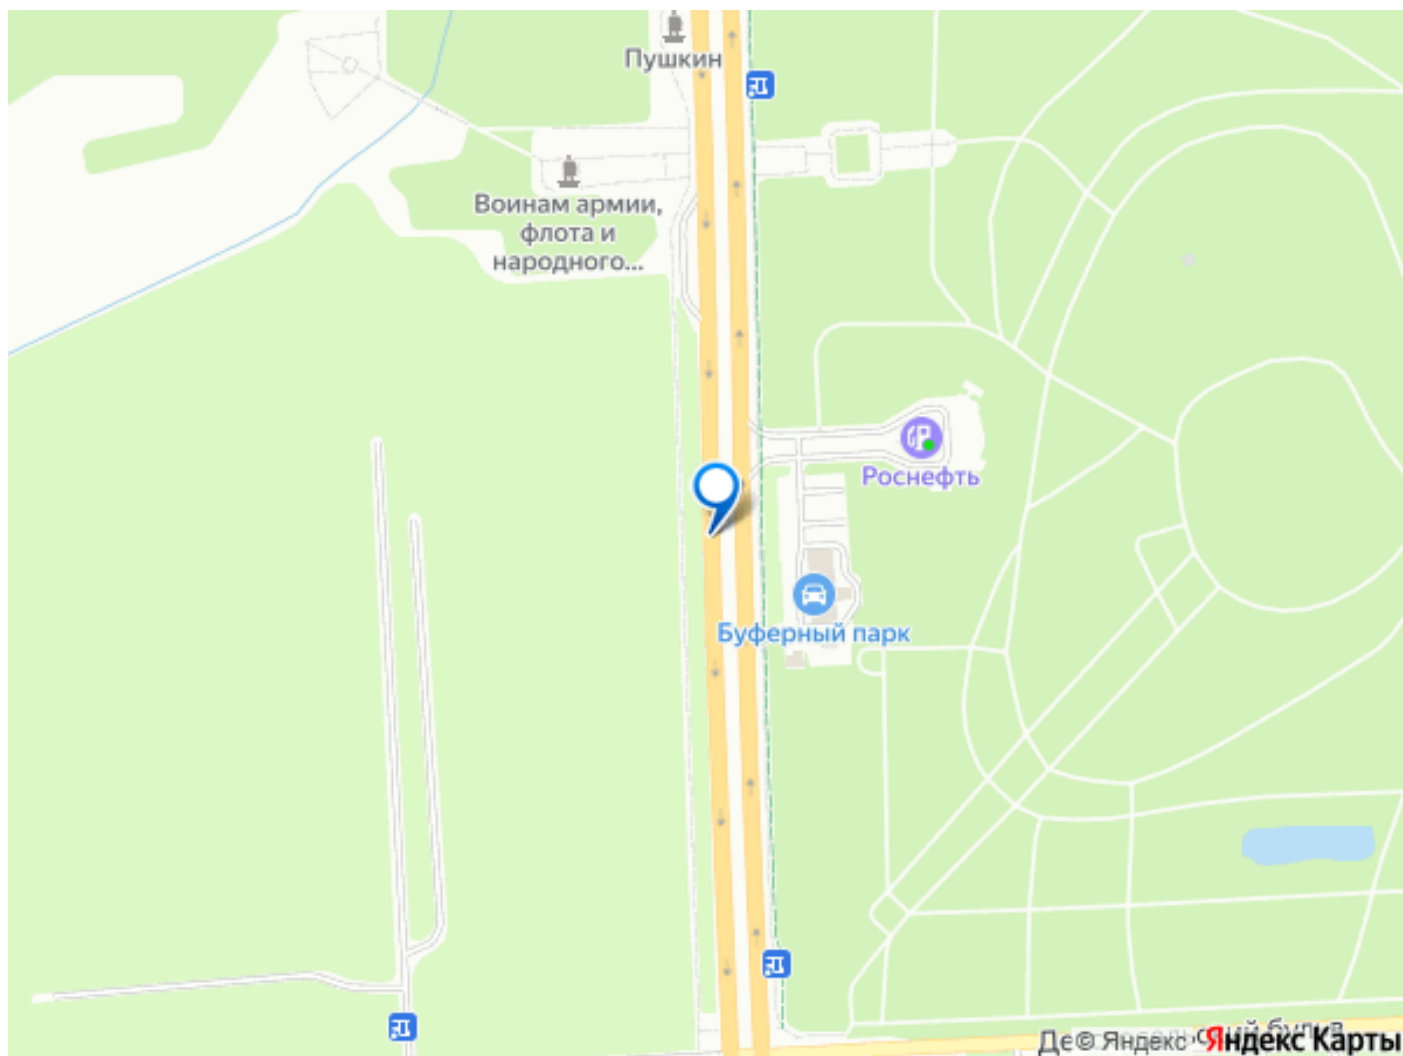 Пушкин
Воинам армии,
флота и
народного...
Роснефть
Буферный парк
© Яндекс
Яндекс Карты